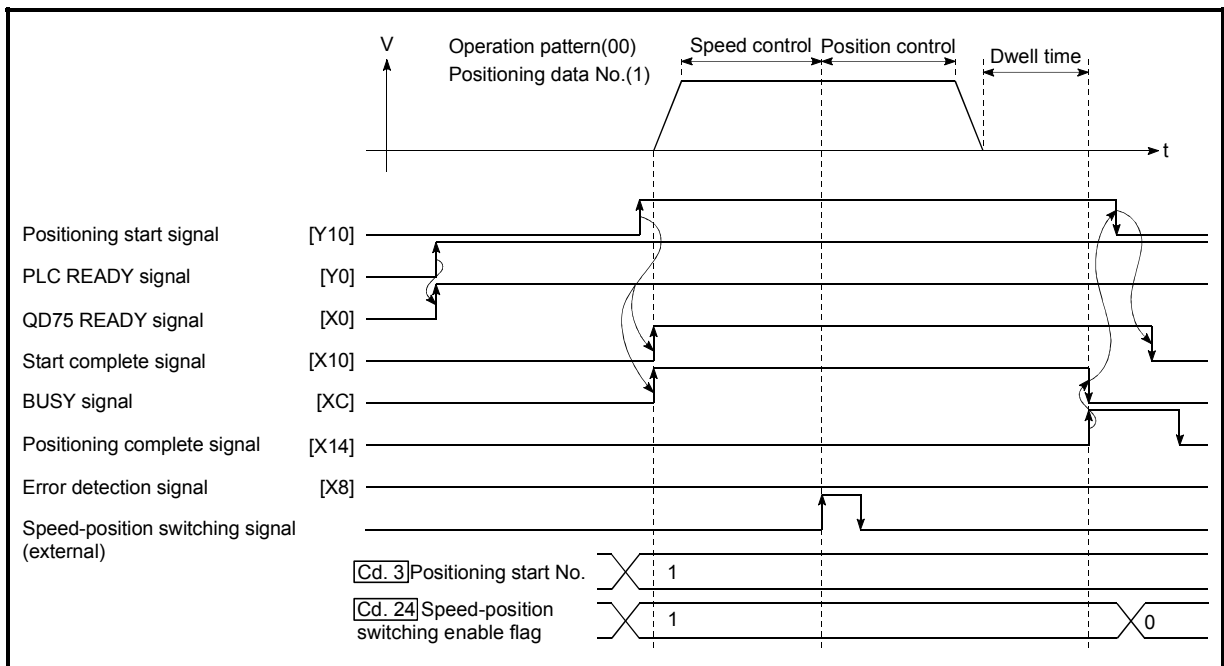 V
Operation pattern(00)
Positioning data No.(1)
Speed control
Position control
Dwell time
t
Positioning start signal [Y10]
PLC READY signal [Y0]
QD75 READY signal [X0]
Start complete signal [X10]
BUSY signal [XC]
Positioning complete signal [X14]
Error detection signal [X8]
Speed-position switching signal
(external)
Cd. 3 Positioning start No. 1
Cd. 24 Speed-position
switching enable flag 1 0